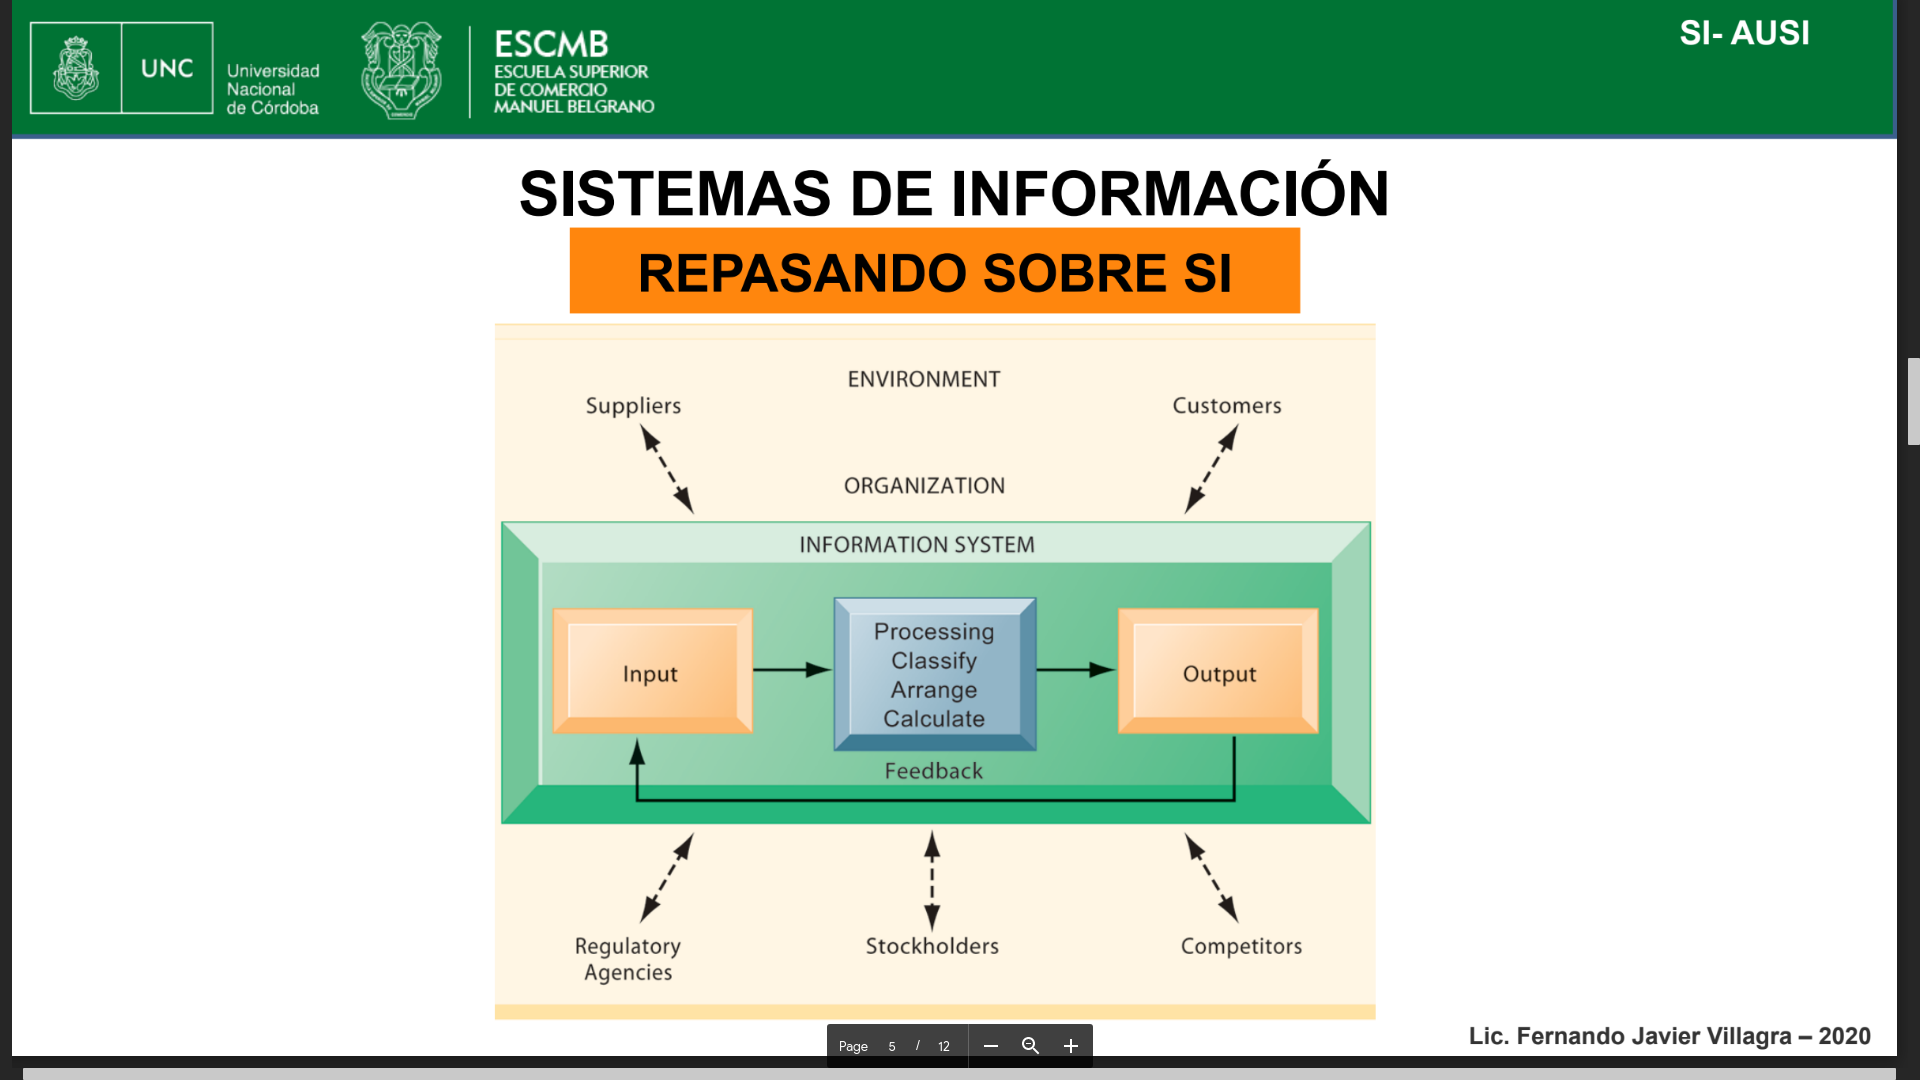 UNC
Universidad
Nacional
de Córdoba
ESCMB
ESCUELA SUPERIOR
DE COMERCIO
MANUEL BELGRANO
SI- AUSI
SISTEMAS DE INFORMACIÓN
REPASANDO SOBRE SI
ENVIRONMENT
Suppliers
Customers
ORGANIZATION
INFORMATION SYSTEM
Input
Processing
Classify
Arrange
Calculate
Output
Feedback
Regulatory
Agencies
Stockholders
Competitors
Lic. Fernando Javier Villagra – 2020
Page 5 / 12